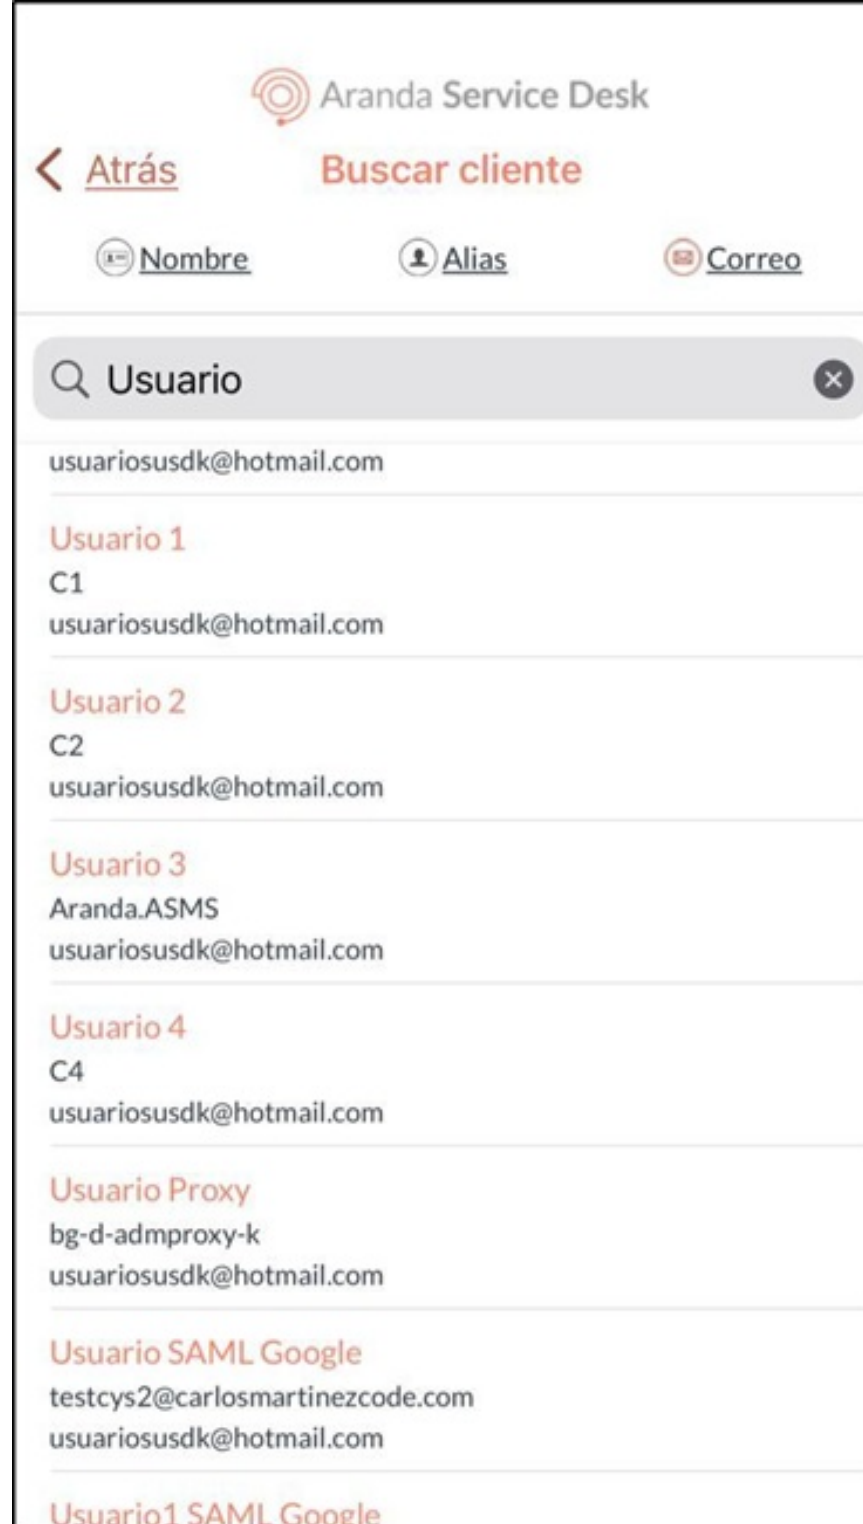 Aranda Service Desk
Atrás
Buscar cliente
Nombre
Alias
Correo
Usuario
usuariosusdk@hotmail.com
Usuario 1
C1
usuariosusdk@hotmail.com
Usuario 2
C2
usuariosusdk@hotmail.com
Usuario 3
Aranda.ASMS
usuariosusdk@hotmail.com
Usuario 4
C4
usuariosusdk@hotmail.com
Usuario Proxy
bg-d-admproxy-k
usuariosusdk@hotmail.com
Usuario SAML Google
testcys2@carlosmartinezcode.com
usuariosusdk@hotmail.com
Usuario1 SAML Google